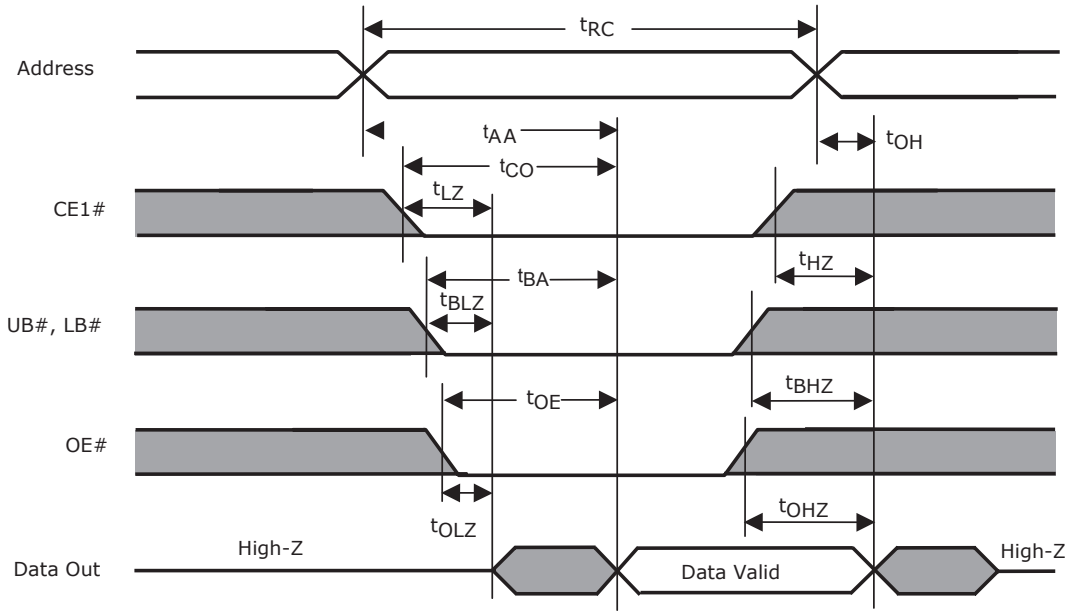 tRC
Address
tAA
tOH
tCO
tLZ
CE1#
tHZ
tBA
tBLZ
UB#, LB#
tBHZ
tOE
OE#
tOHZ
tOLZ
High-Z
High-Z
Data Out
Data Valid